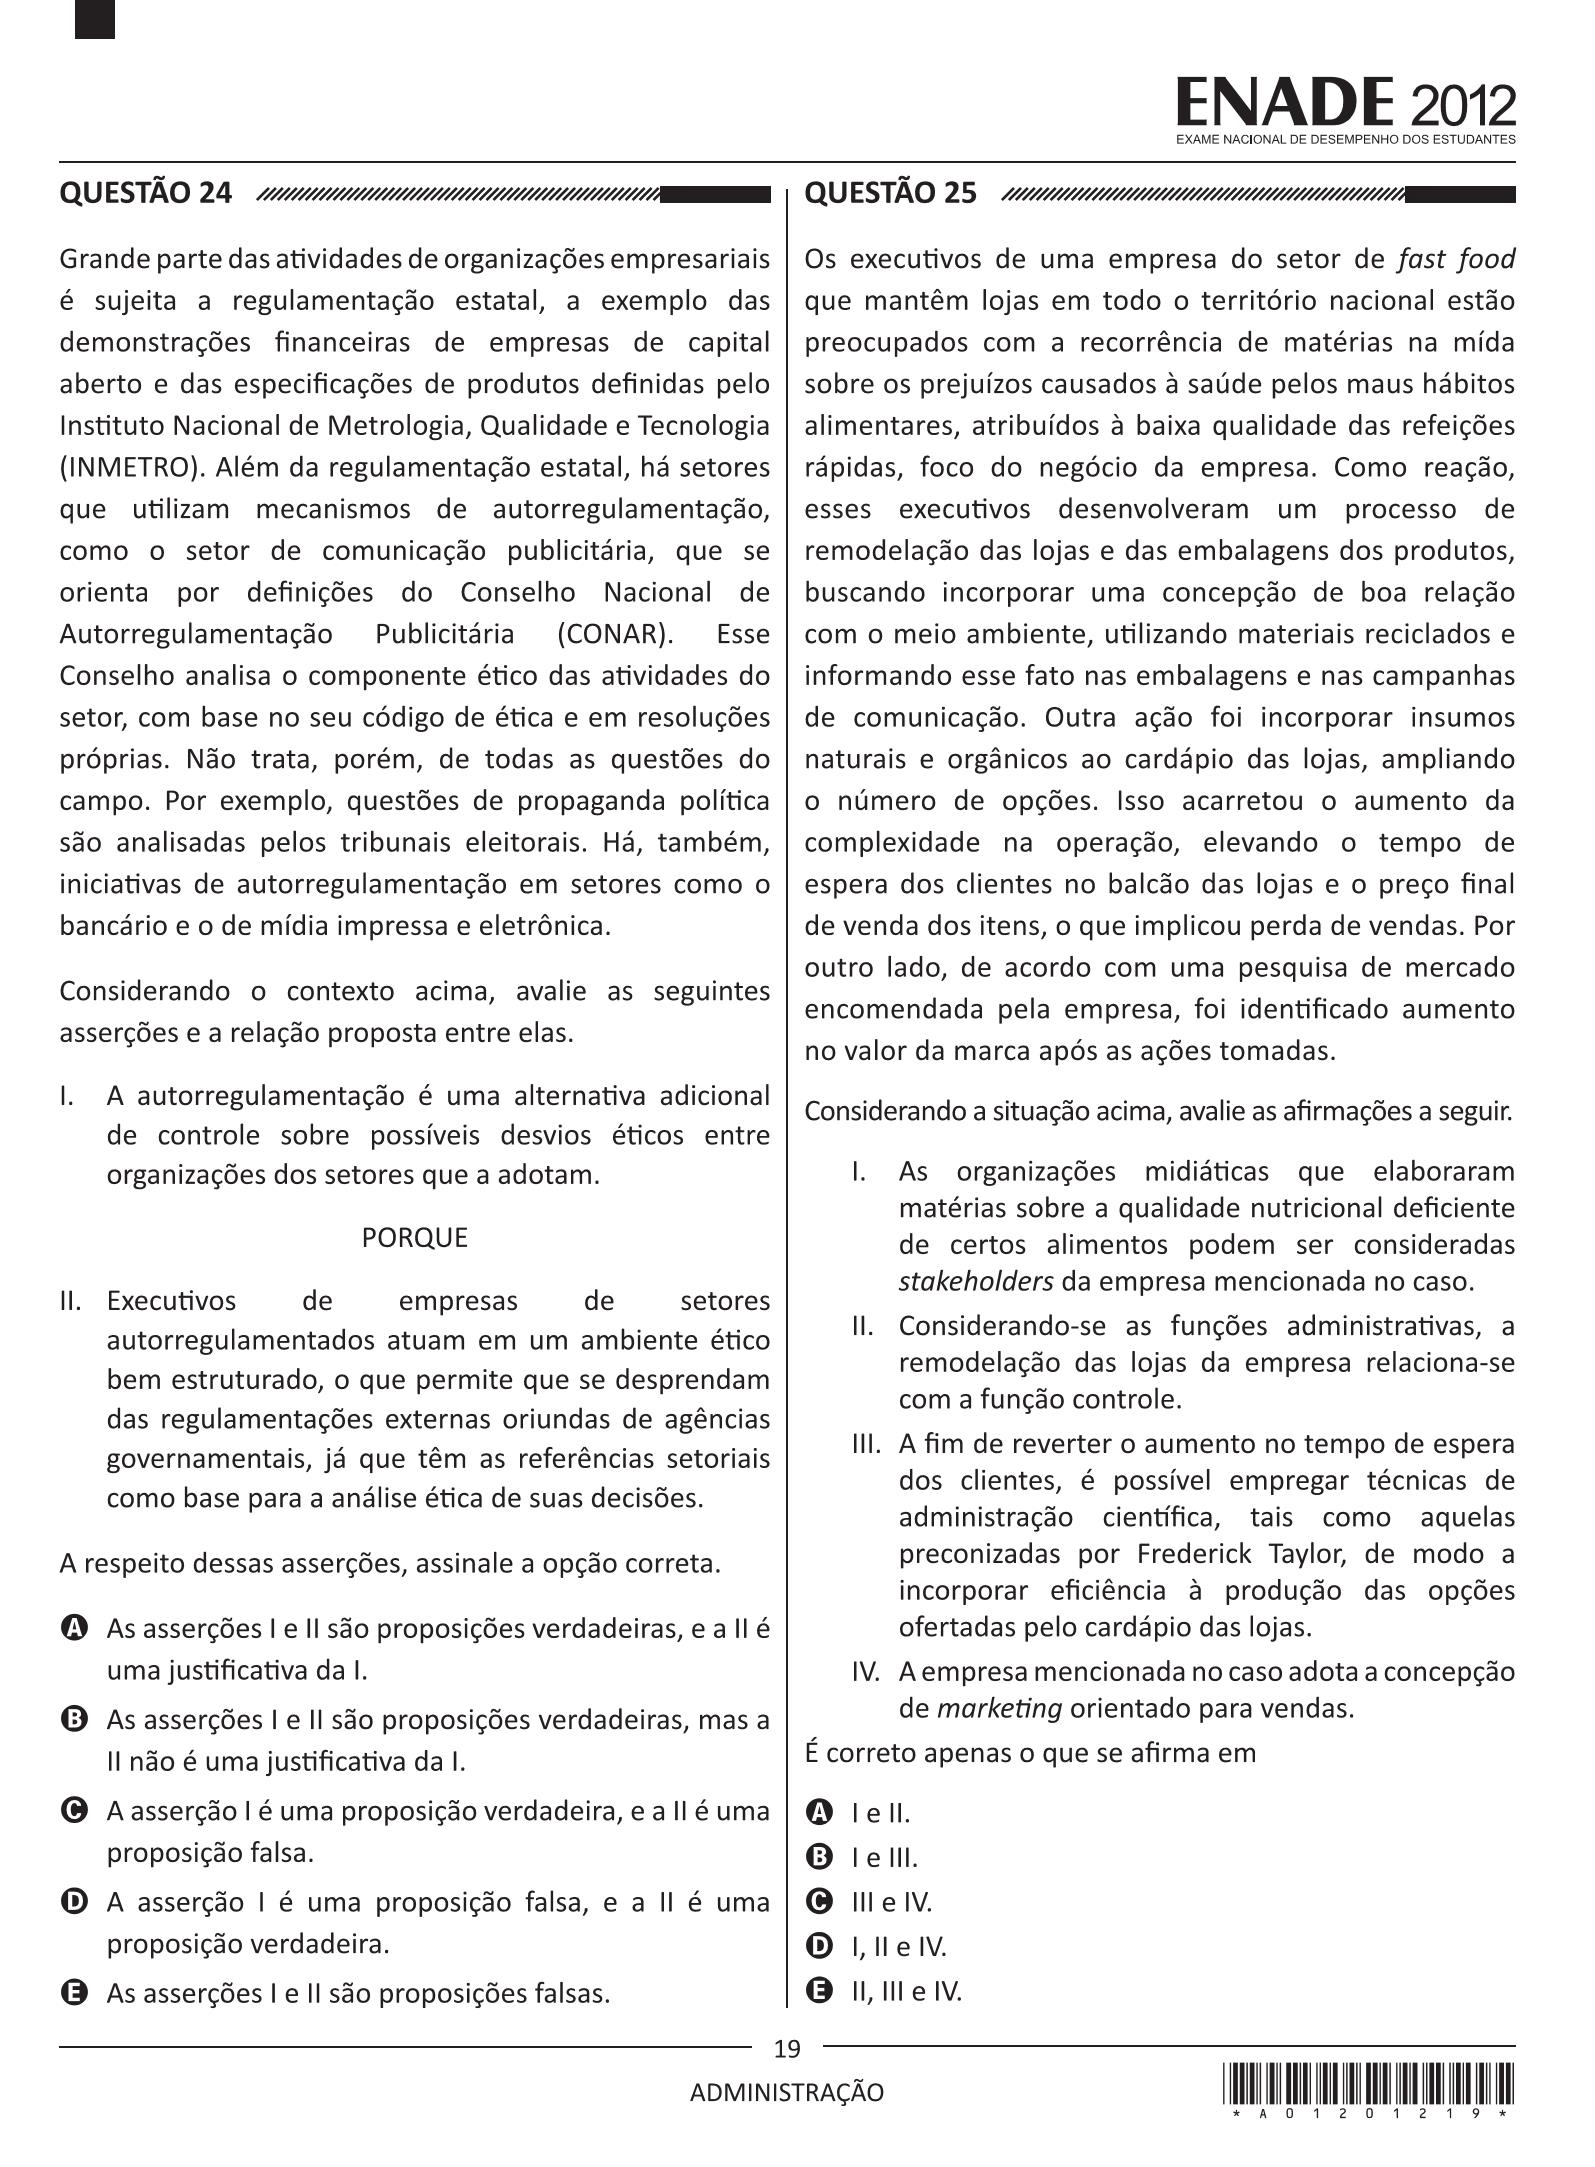 ENADE 2012
EXAME NACIONAL DE DESEMPENHO DOS ESTUDANTES
QUESTÃO 24
Grande parte das atividades de organizações empresariais
é sujeita a regulamentação estatal, a exemplo das
demonstrações financeiras de empresas de capital
aberto e das especificações de produtos definidas pelo
Instituto Nacional de Metrologia, Qualidade e Tecnologia
(INMETRO). Além da regulamentação estatal, há setores
que utilizam mecanismos de autorregulamentação,
como o setor de comunicação publicitária, que se
orienta por definições do Conselho Nacional de
Autorregulamentação Publicitária (CONAR). Esse
Conselho analisa o componente ético das atividades do
setor, com base no seu código de ética e em resoluções
próprias. Não trata, porém, de todas as questões do
campo. Por exemplo, questões de propaganda política
são analisadas pelos tribunais eleitorais. Há, também,
iniciativas de autorregulamentação em setores como o
bancário e o de mídia impressa e eletrônica.
Considerando o contexto acima, avalie as seguintes
asserções e a relação proposta entre elas.
I. A autorregulamentação é uma alternativa adicional
de controle sobre possíveis desvios éticos entre
organizações dos setores que a adotam.
PORQUE
II. Executivos de empresas de setores
autorregulamentados atuam em um ambiente ético
bem estruturado, o que permite que se desprendam
das regulamentações externas oriundas de agências
governamentais, já que têm as referências setoriais
como base para a análise ética de suas decisões.
A respeito dessas asserções, assinale a opção correta.
A As asserções I e II são proposições verdadeiras, e a II é
uma justificativa da I.
B As asserções I e II são proposições verdadeiras, mas a
II não é uma justificativa da I.
C A asserção I é uma proposição verdadeira, e a II é uma
proposição falsa.
D A asserção I é uma proposição falsa, e a II é uma
proposição verdadeira.
E As asserções I e II são proposições falsas.
QUESTÃO 25
Os executivos de uma empresa do setor de fast food
que mantêm lojas em todo o território nacional estão
preocupados com a recorrência de matérias na mída
sobre os prejuízos causados à saúde pelos maus hábitos
alimentares, atribuídos à baixa qualidade das refeições
rápidas, foco do negócio da empresa. Como reação,
esses executivos desenvolveram um processo de
remodelação das lojas e das embalagens dos produtos,
buscando incorporar uma concepção de boa relação
com o meio ambiente, utilizando materiais reciclados e
informando esse fato nas embalagens e nas campanhas
de comunicação. Outra ação foi incorporar insumos
naturais e orgânicos ao cardápio das lojas, ampliando
o número de opções. Isso acarretou o aumento da
complexidade na operação, elevando o tempo de
espera dos clientes no balcão das lojas e o preço final
de venda dos itens, o que implicou perda de vendas. Por
outro lado, de acordo com uma pesquisa de mercado
encomendada pela empresa, foi identificado aumento
no valor da marca após as ações tomadas.
Considerando a situação acima, avalie as afirmações a seguir.
I. As organizações midiáticas que elaboraram
matérias sobre a qualidade nutricional deficiente
de certos alimentos podem ser consideradas
stakeholders da empresa mencionada no caso.
II. Considerando-se as funções administrativas, a
remodelação das lojas da empresa relaciona-se
com a função controle.
III. A fim de reverter o aumento no tempo de espera
dos clientes, é possível empregar técnicas de
administração científica, tais como aquelas
preconizadas por Frederick Taylor, de modo a
incorporar eficiência à produção das opções
ofertadas pelo cardápio das lojas.
IV. A empresa mencionada no caso adota a concepção
de marketing orientado para vendas.
É correto apenas o que se afirma em
A I e II.
B I e III.
C III e IV.
D I, II e IV.
E II, III e IV.
19
ADMINISTRAÇÃO
* A 0 1 2 0 1 2 1 9 *